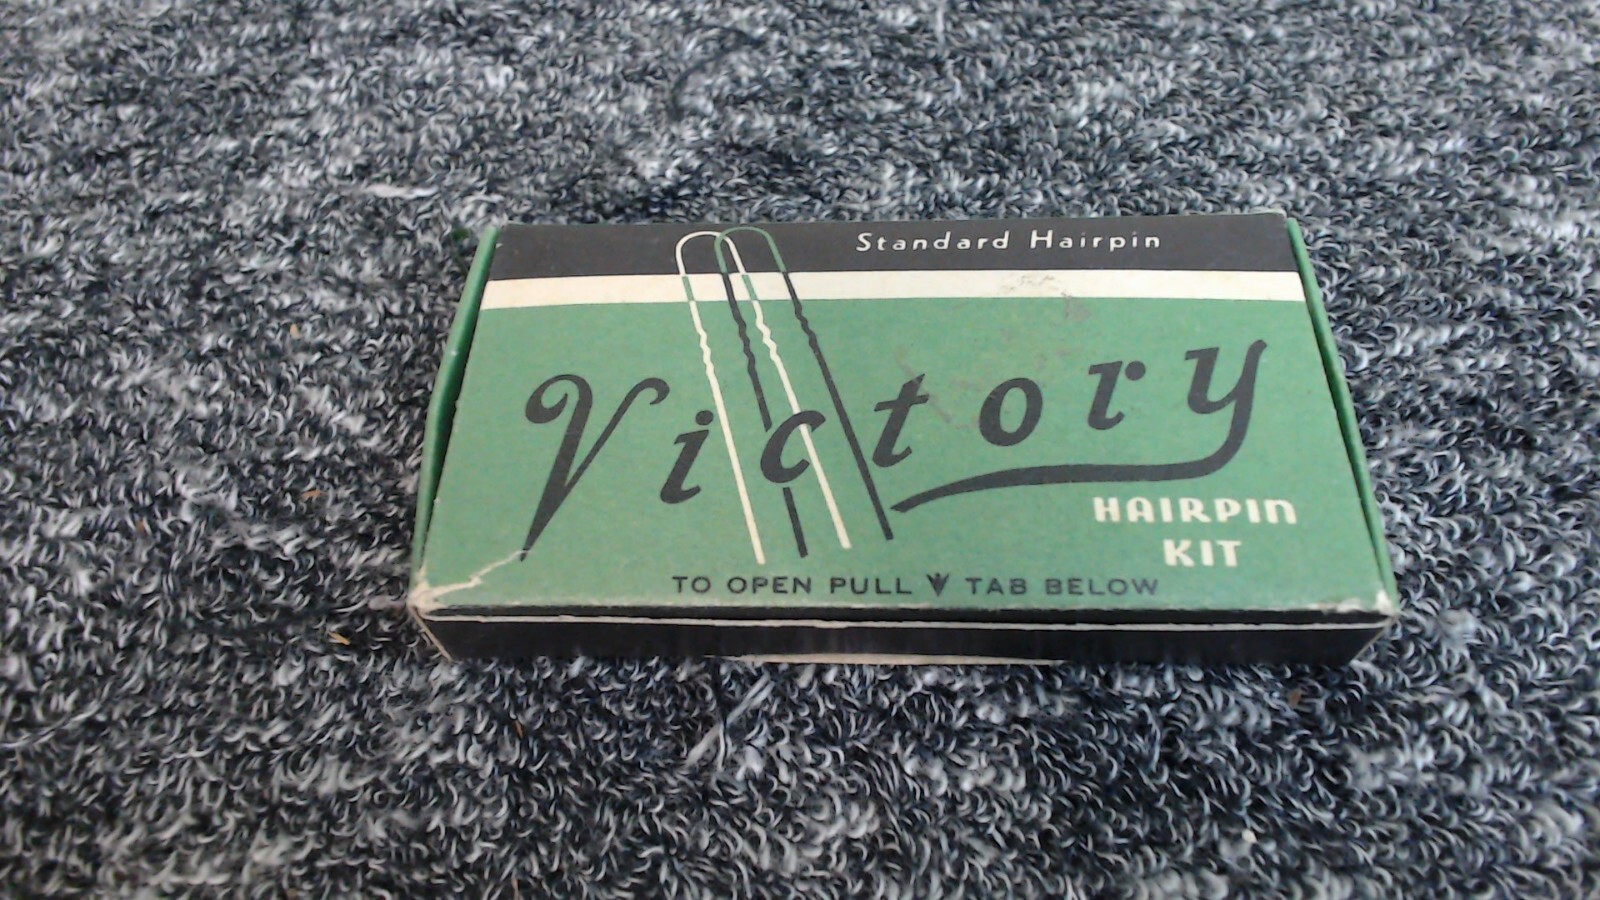 Standard Hairpin
Victory
HAIRPIN
KIT
TO OPEN PULL TAB BELOW